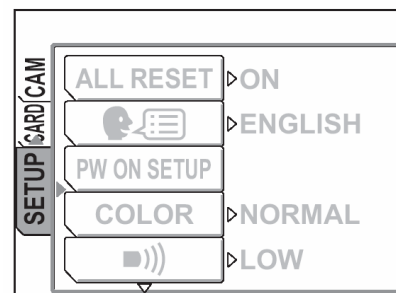 CAM
CARD
SETUP
ALL RESET ON
ENGLISH
PW ON SETUP
COLOR NORMAL
LOW